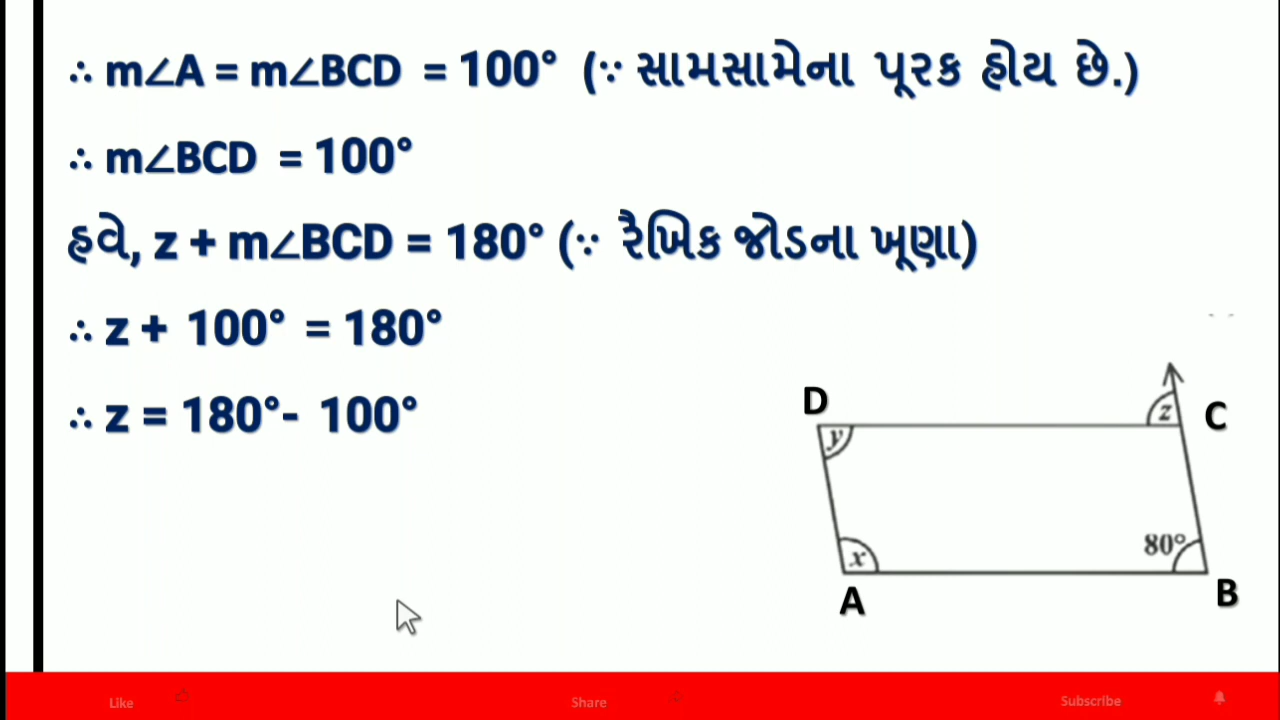 ∴ m∠A = m∠BCD = 100° (∵ સામસામેના પૂરક હોય છે.)
∴ m∠BCD = 100°
હવે, z + m∠BCD = 180° (∵ રૈખિક જોડના ખૂણા)
∴ z + 100° = 180°
∴ z = 180°- 100°
D
C
z
y
80°
x
A
B
Like
Share
Subscribe